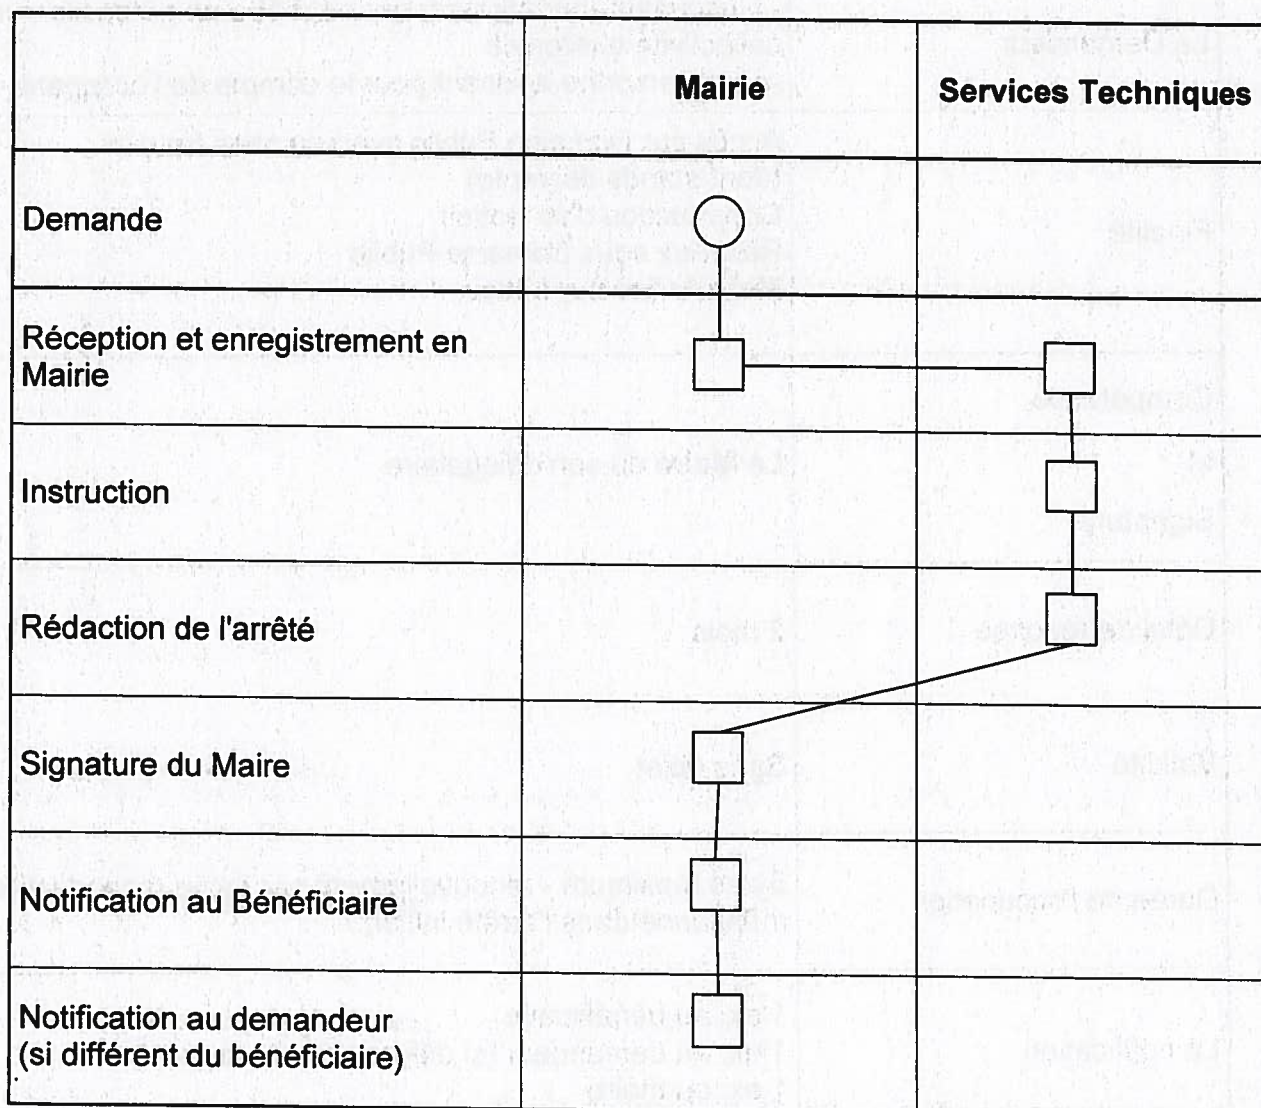 Mairie
Services Techniques
Demande
Réception et enregistrement en
Mairie
Instruction
Rédaction de l'arrêté
Signature du Maire
Notification au Bénéficiaire
Notification au demandeur
(si différent du bénéficiaire)